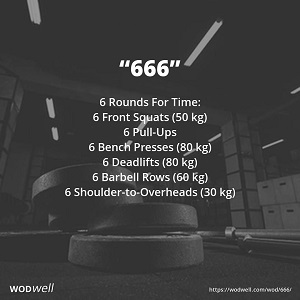 “666”
6 Rounds For Time:
6 Front Squats (50 kg)
6 Pull-Ups
6 Bench Presses (80 kg)
6 Deadlifts (80 kg)
6 Barbell Rows (60 kg)
6 Shoulder-to-Overheads (30 kg)
WODwell
https://wodwell.com/wod/666/